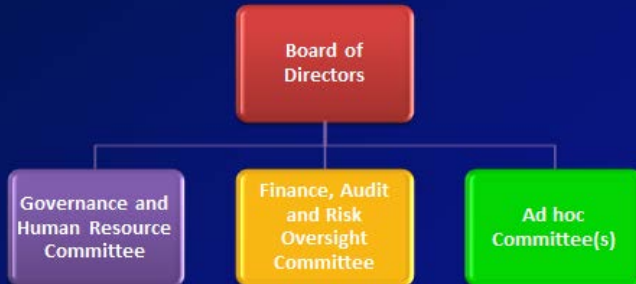 Board of
Directors
Governance and
Human Resource
Committee
Finance, Audit
and Risk
Oversight
Committee
Ad hoc
Committee(s)